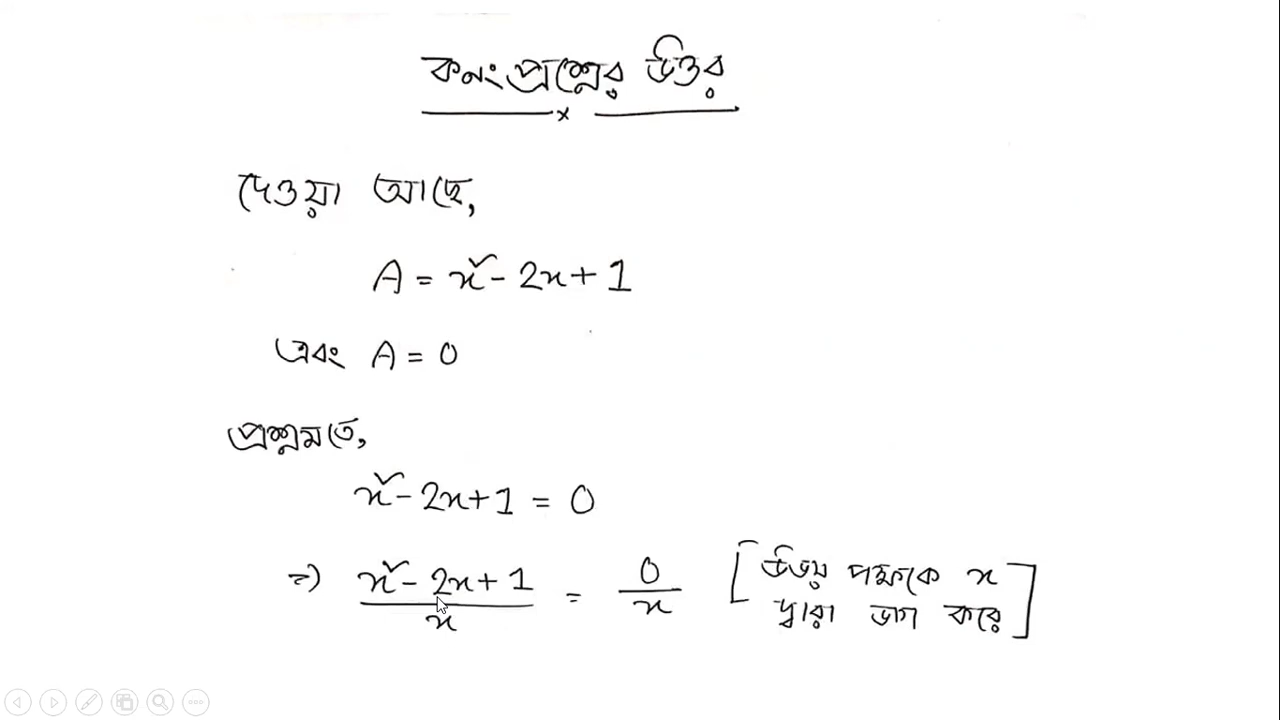 কনং প্রশ্নের উত্তর
x
দেওয়া আছে,
A = x² - 2x + 1
এবং A = 0
প্রশ্নমতে,
x² - 2x + 1 = 0
⇒) (x² - 2x + 1)/x = 0/x [উভয় পক্ষকে x
দ্বারা ভাগ করে]